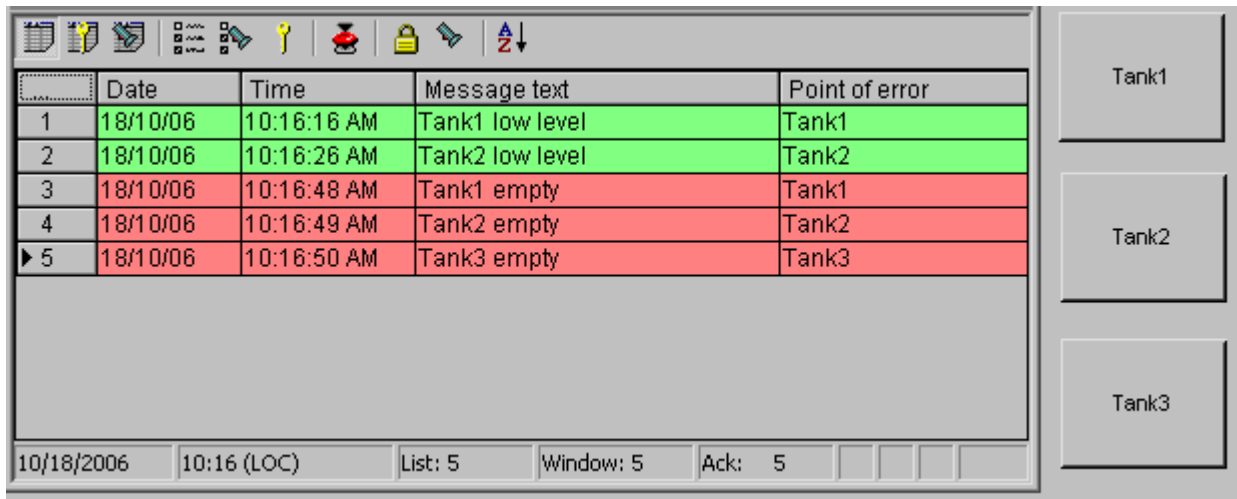 ... Date Time Message text Point of error
1 18/10/06 10:16:16 AM Tank1 low level Tank1
2 18/10/06 10:16:26 AM Tank2 low level Tank2
3 18/10/06 10:16:48 AM Tank1 empty Tank1
4 18/10/06 10:16:49 AM Tank2 empty Tank2
5 18/10/06 10:16:50 AM Tank3 empty Tank3
10/18/2006 10:16 (LOC) List: 5 Window: 5 Ack: 5
Tank1
Tank2
Tank3